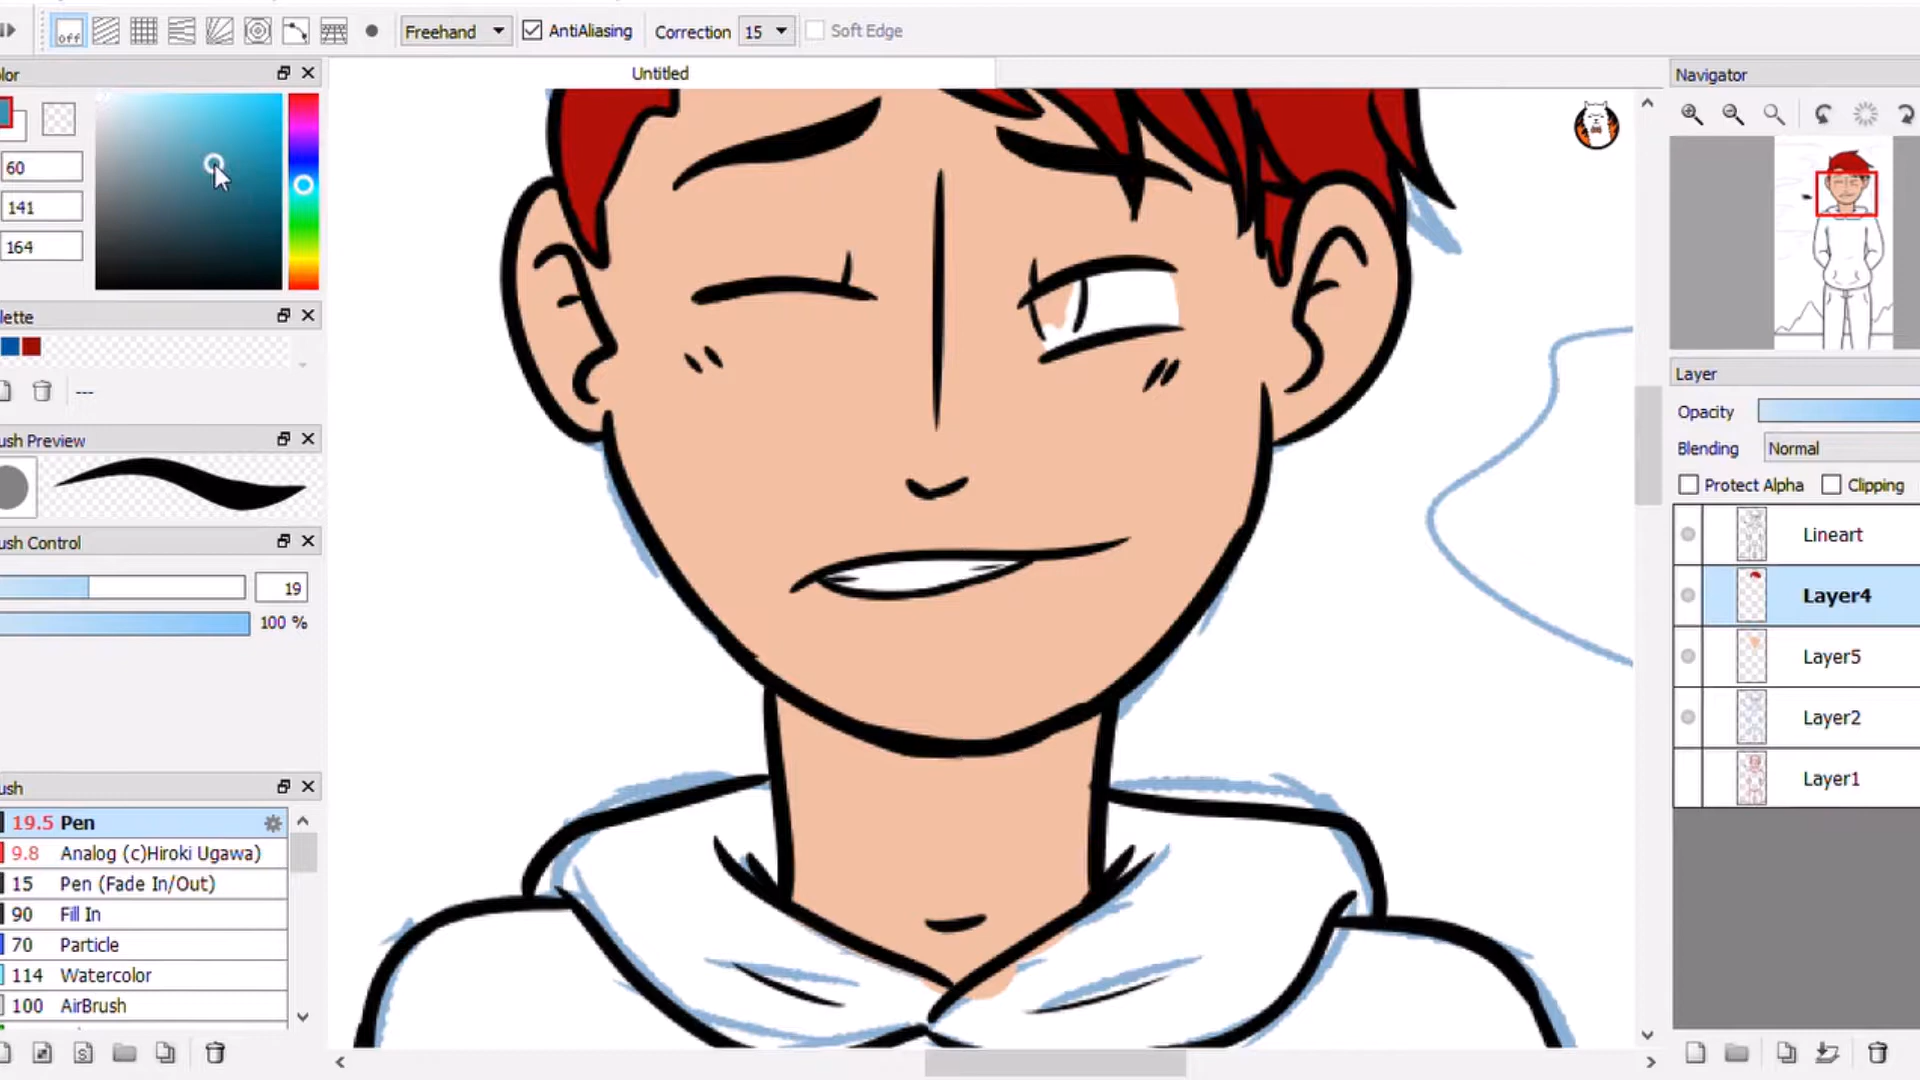 off
Freehand
AntiAliasing
Correction
15
Soft Edge
lor
Untitled
Navigator
60
141
164
lette
---
ush Preview
ush Control
19
100 %
Layer
Opacity
Blending
Normal
Protect Alpha
Clipping
Lineart
Layer4
Layer5
Layer2
Layer1
ush
19.5 Pen
9.8 Analog (c)Hiroki Ugawa)
15 Pen (Fade In/Out)
90 Fill In
70 Particle
114 Watercolor
100 AirBrush
S